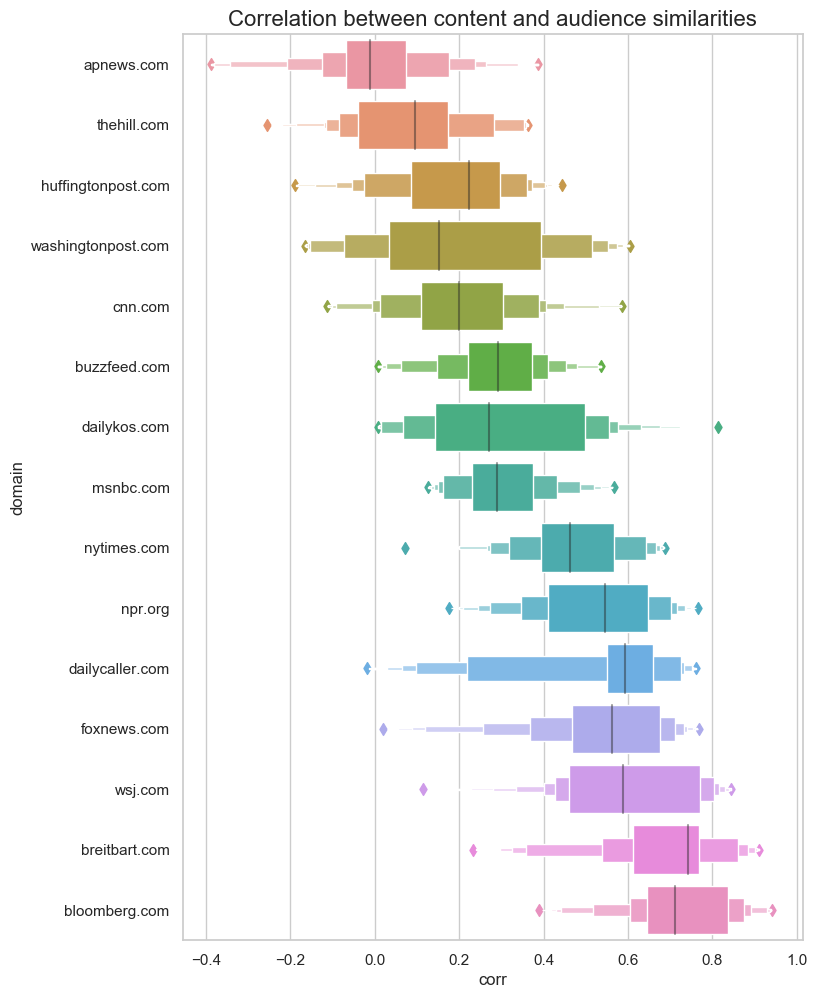 Correlation between content and audience similarities
domain
apnews.com
thehill.com
huffingtonpost.com
washingtonpost.com
cnn.com
buzzfeed.com
dailykos.com
msnbc.com
nytimes.com
npr.org
dailycaller.com
foxnews.com
wsj.com
breitbart.com
bloomberg.com
−0.4 −0.2 0.0 0.2 0.4 0.6 0.8 1.0
corr